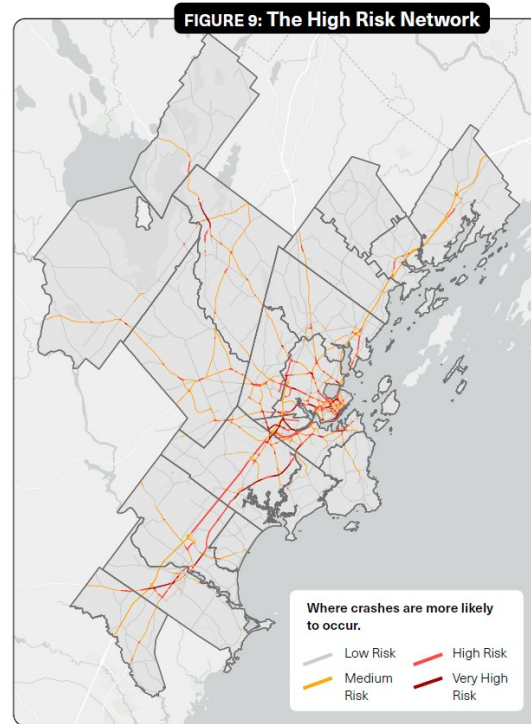 FIGURE 9: The High Risk Network
Where crashes are more likely
to occur.
Low Risk
High Risk
Medium
Risk
Very High
Risk